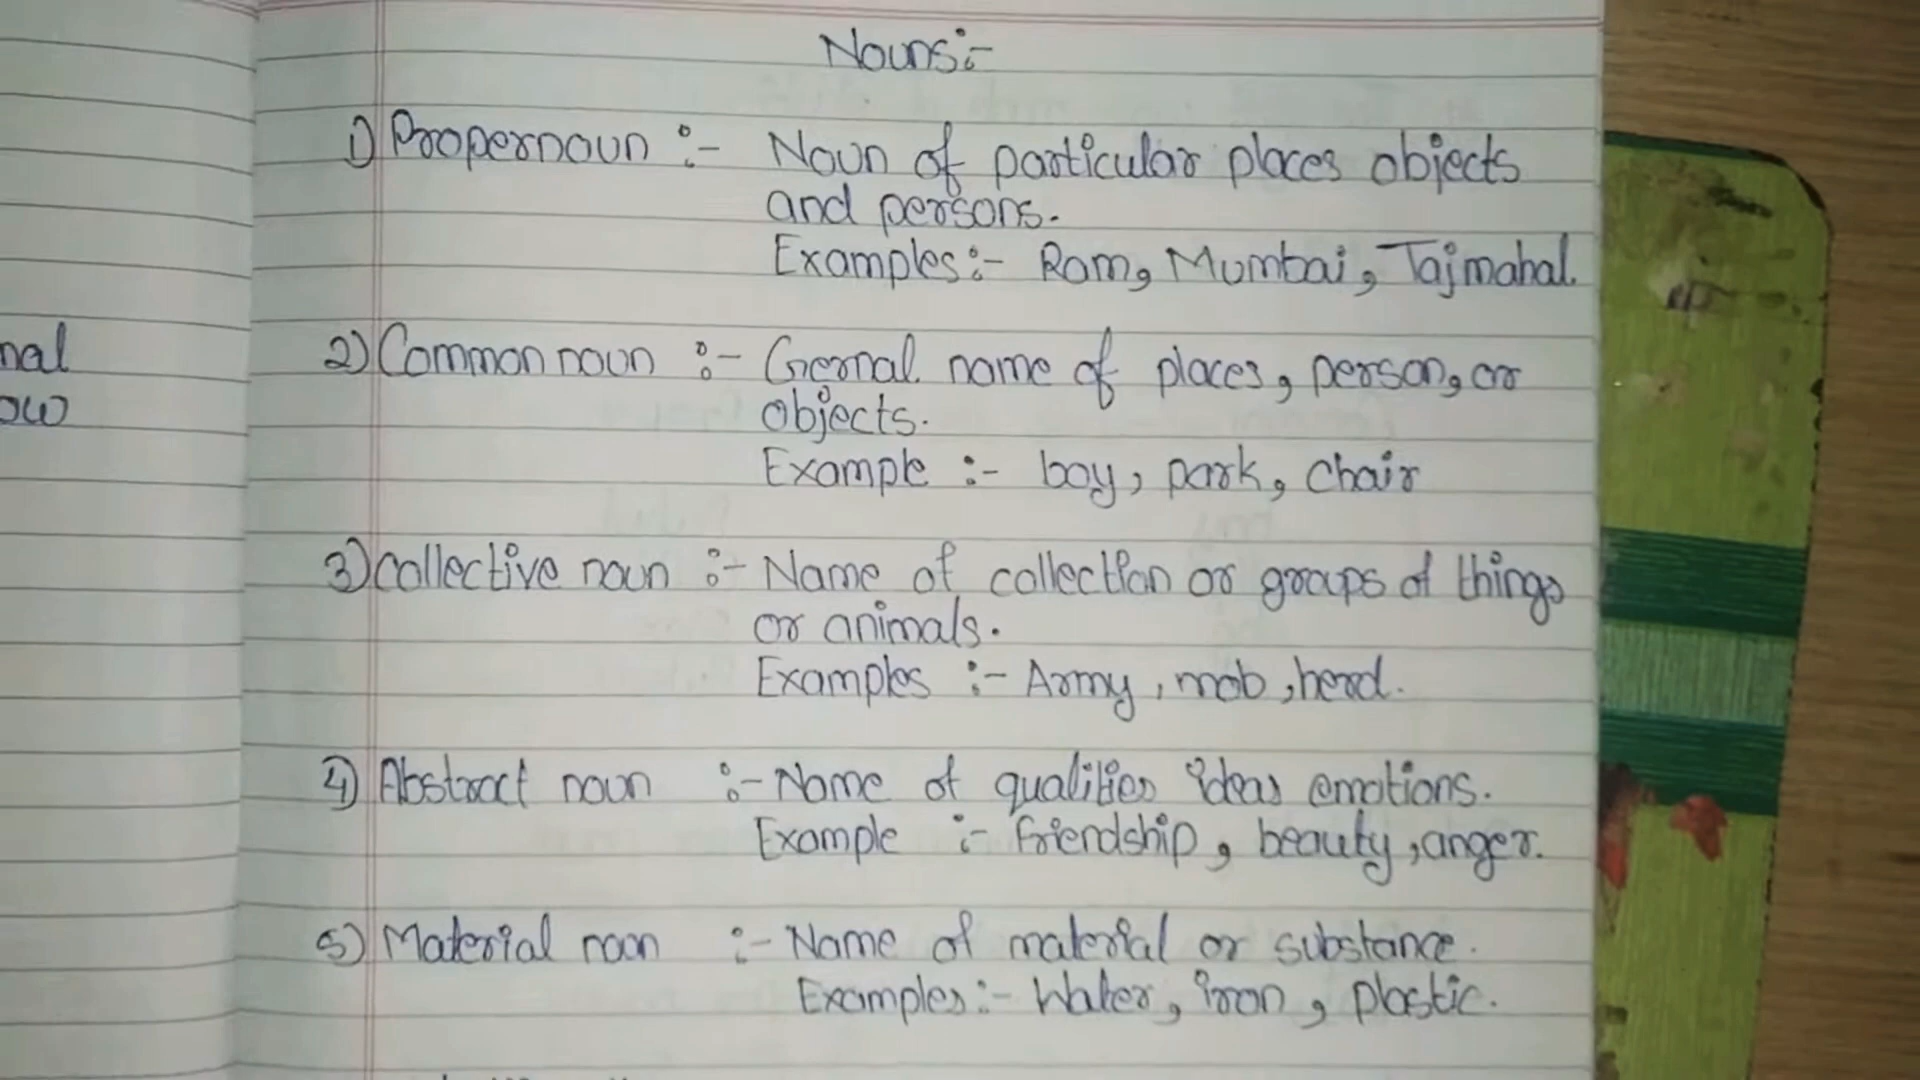 nal
ow
Nouns:-
1) Propernoun :- Noun of particular places objects
and persons.
Examples:- Ram, Mumbai, Tajmahal.
2) Common noun :- Gernal name of places, person, or
objects.
Example :- boy, park, chair
3) collective noun :- Name of collection or groups of things
or animals.
Examples :- Army, mob, herd.
4) Abstract noun :- Name of qualities ideas emotions.
Example :- friendship, beauty, anger.
5) Material noun :- Name of material or substance.
Examples:- Water, iron, plastic.